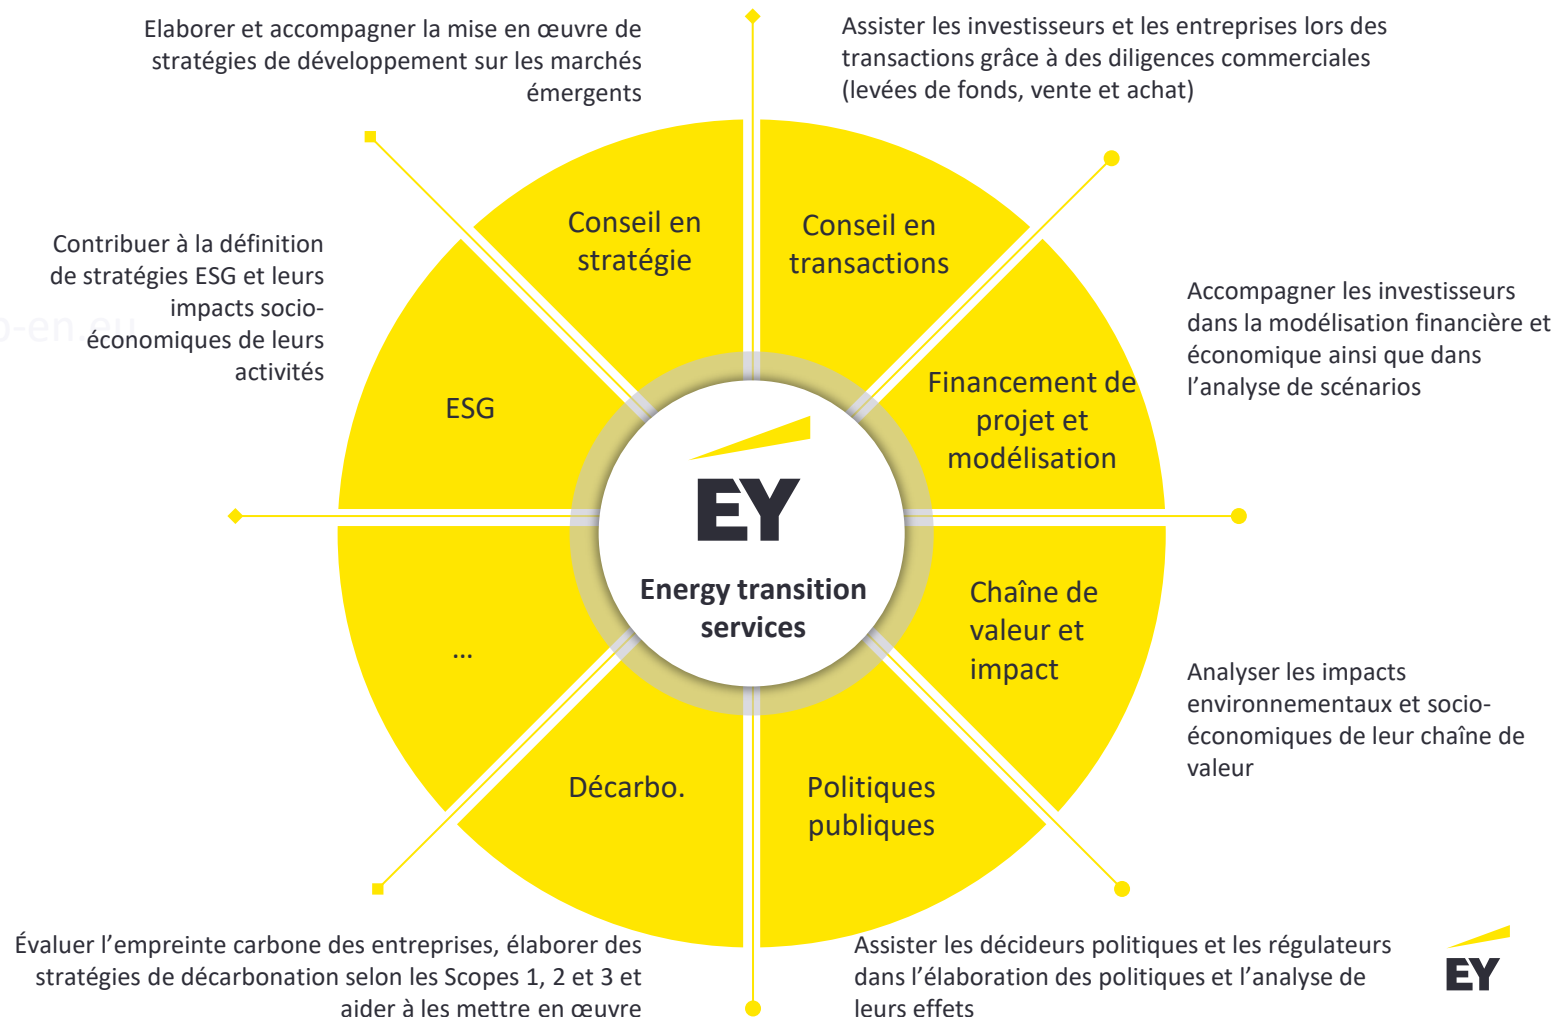 Elaborer et accompagner la mise en œuvre de
stratégies de développement sur les marchés
émergents
Assister les investisseurs et les entreprises lors des
transactions grâce à des diligences commerciales
(levées de fonds, vente et achat)
Conseil en
stratégie
Conseil en
transactions
Contribuer à la définition
de stratégies ESG et leurs
impacts socio-
économiques de leurs
activités
ESG
Financement de
projet et
modélisation
Accompagner les investisseurs
dans la modélisation financière et
économique ainsi que dans
l’analyse de scénarios
EY
Energy transition
services
...
Chaîne de
valeur et
impact
Analyser les impacts
environnementaux et socio-
économiques de leur chaîne de
valeur
Décarbo.
Politiques
publiques
Évaluer l’empreinte carbone des entreprises, élaborer des
stratégies de décarbonation selon les Scopes 1, 2 et 3 et
aider à les mettre en œuvre
Assister les décideurs politiques et les régulateurs
dans l’élaboration des politiques et l’analyse de
leurs effets
EY